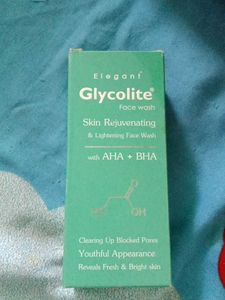 Elegant
Glycolite®
Face wash
Skin Rejuvenating
& Lightening Face Wash
with AHA + BHA
OH
Clearing Up Blocked Pores
Youthful Appearance
Reveals Fresh & Bright skin